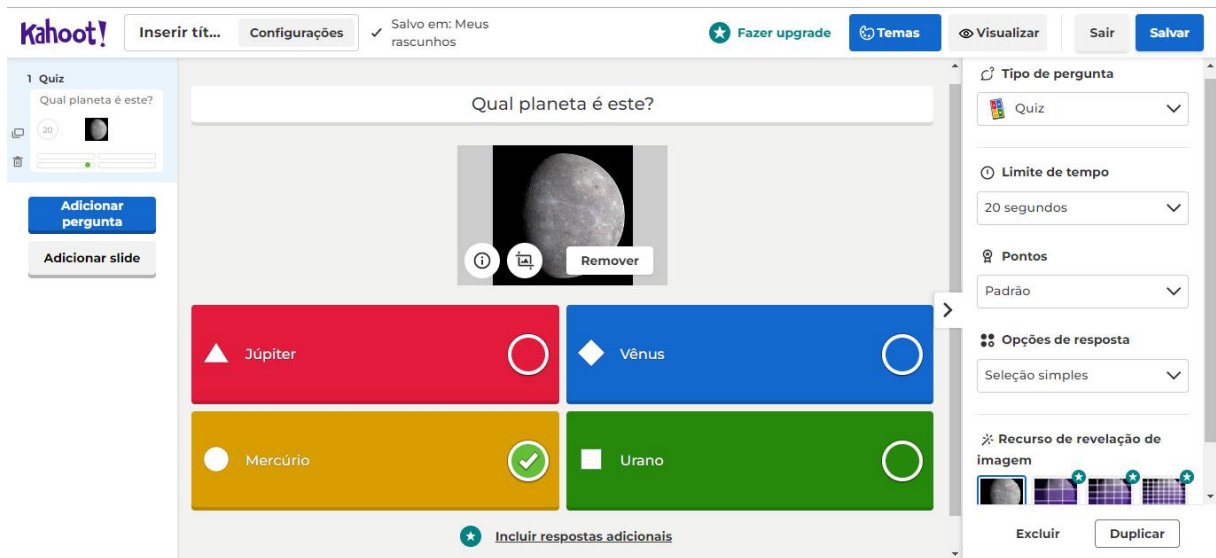 Kahoot!
Inserir tít...
Configurações
Salvo em: Meus
rascunhos
Fazer upgrade
Temas
Visualizar
Sair
Salvar
1 Quiz
Qual planeta é este?
20
Adicionar
pergunta
Adicionar slide
Qual planeta é este?
Remover
Júpiter
Vênus
Mercúrio
Urano
Incluir respostas adicionais
Tipo de pergunta
Quiz
Limite de tempo
20 segundos
Pontos
Padrão
Opções de resposta
Seleção simples
Recurso de revelação de
imagem
Excluir
Duplicar